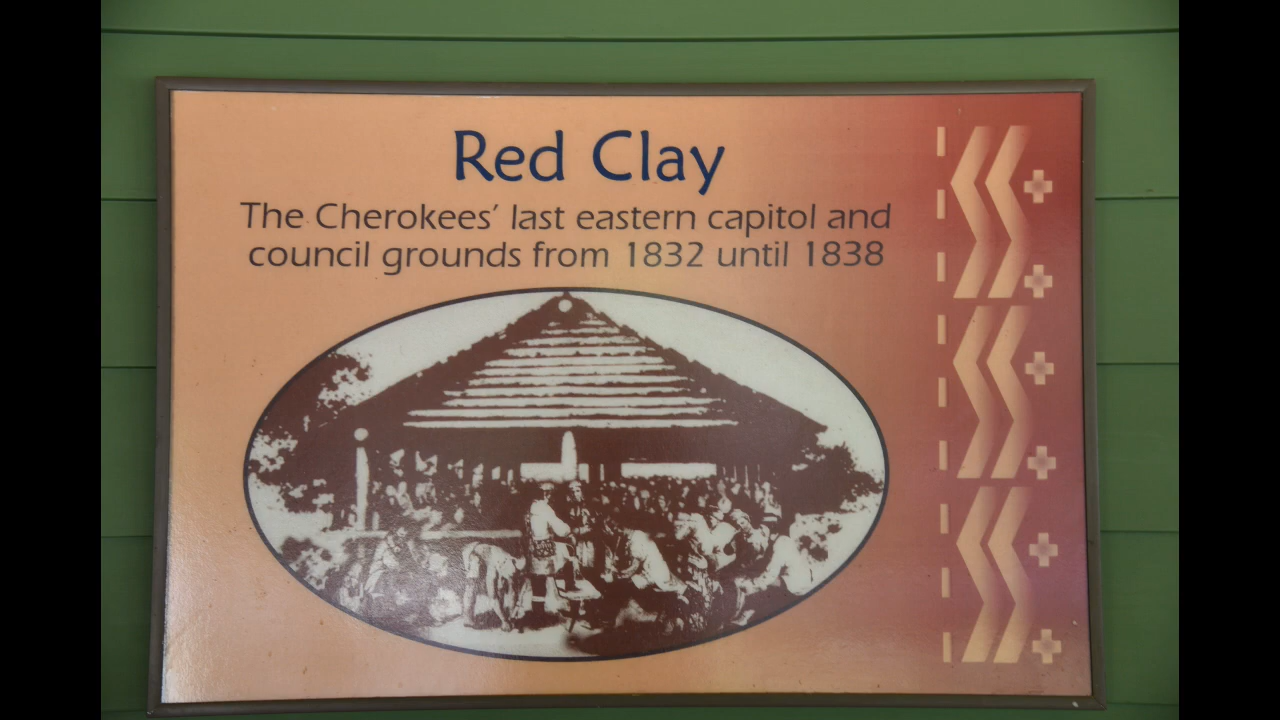 Red Clay
The Cherokees’ last eastern capitol and
council grounds from 1832 until 1838